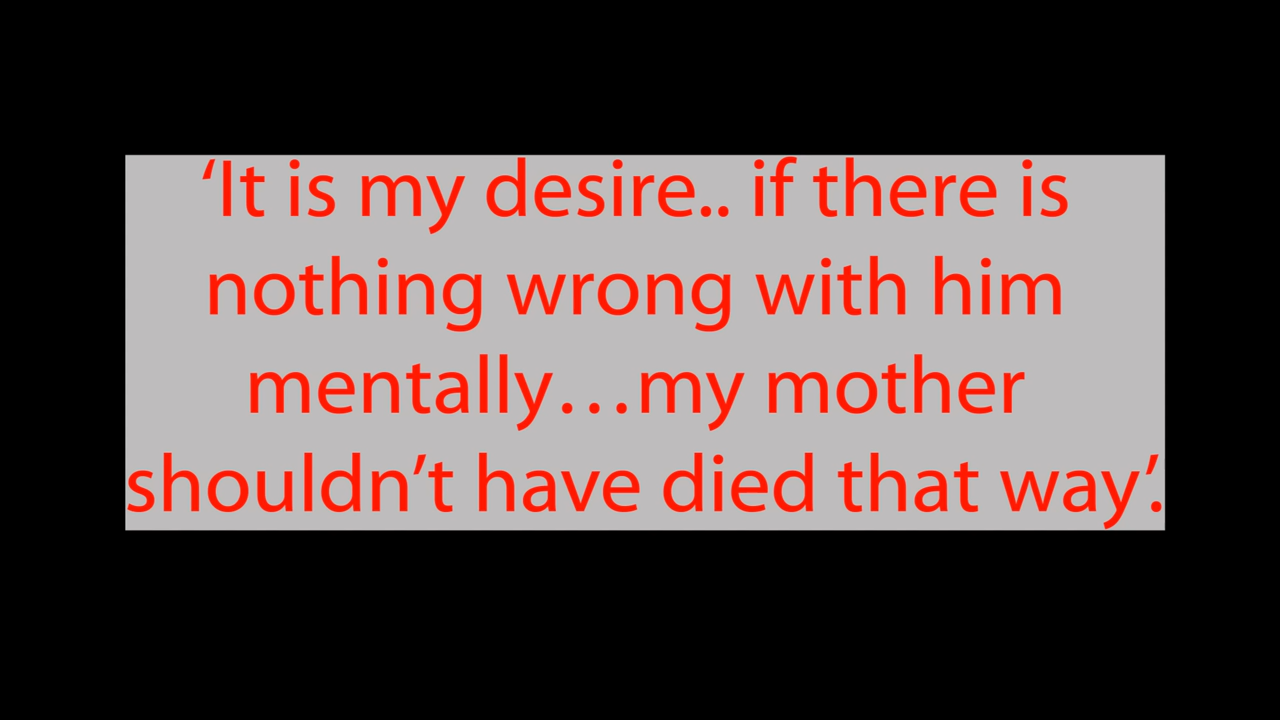 ‘It is my desire.. if there is
nothing wrong with him
mentally…my mother
shouldn’t have died that way’.